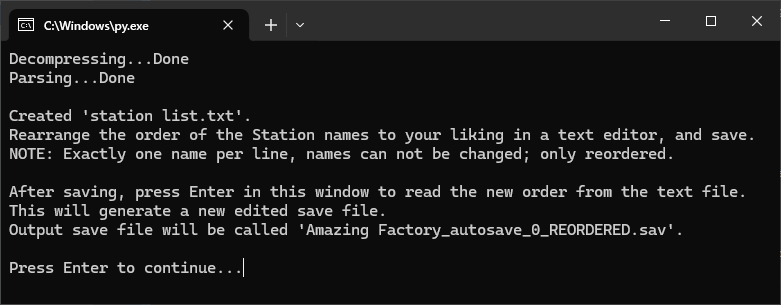 C:\Windows\py.exe
Decompressing...Done
Parsing...Done
Created 'station list.txt'.
Rearrange the order of the Station names to your liking in a text editor, and save.
NOTE: Exactly one name per line, names can not be changed; only reordered.
After saving, press Enter in this window to read the new order from the text file.
This will generate a new edited save file.
Output save file will be called 'Amazing Factory_autosave_0_REORDERED.sav'.
Press Enter to continue...